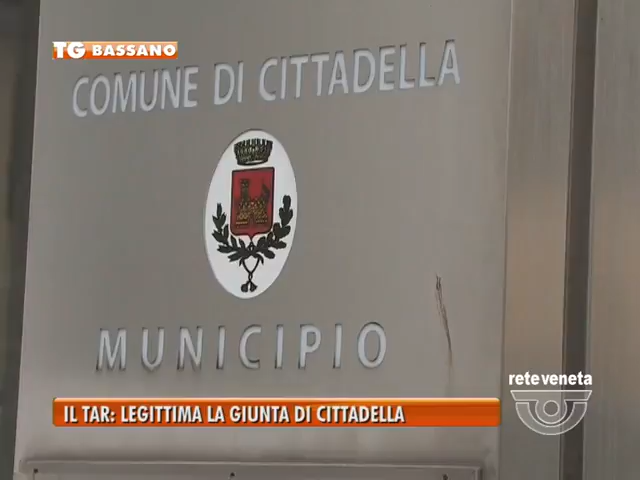 TG BASSANO
COMUNE DI CITTADELLA
MUNICIPIO
IL TAR: LEGITTIMA LA GIUNTA DI CITTADELLA
reteveneta